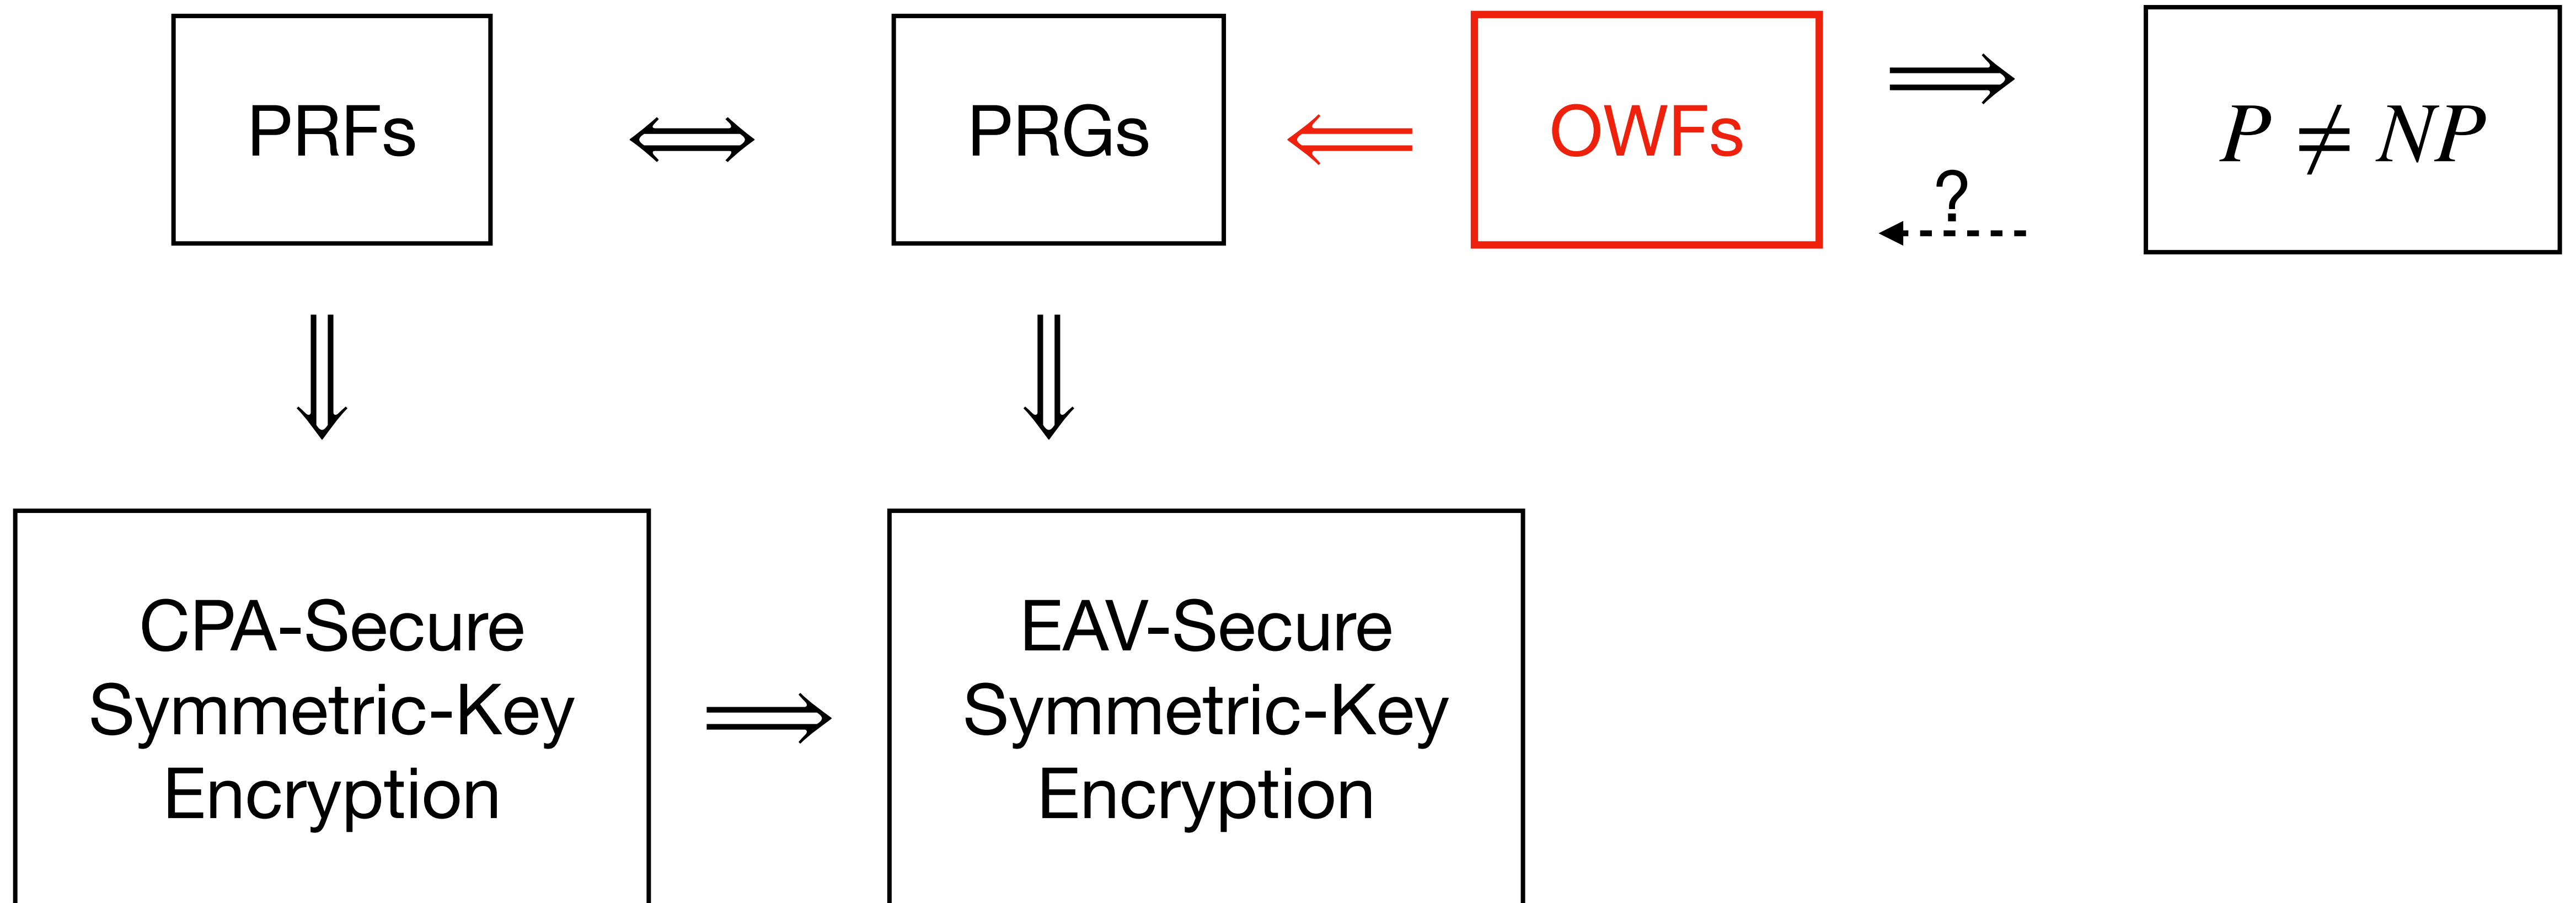 PRFs
PRGs
OWFs
P ≠ NP
?
CPA-Secure
Symmetric-Key
Encryption
EAV-Secure
Symmetric-Key
Encryption